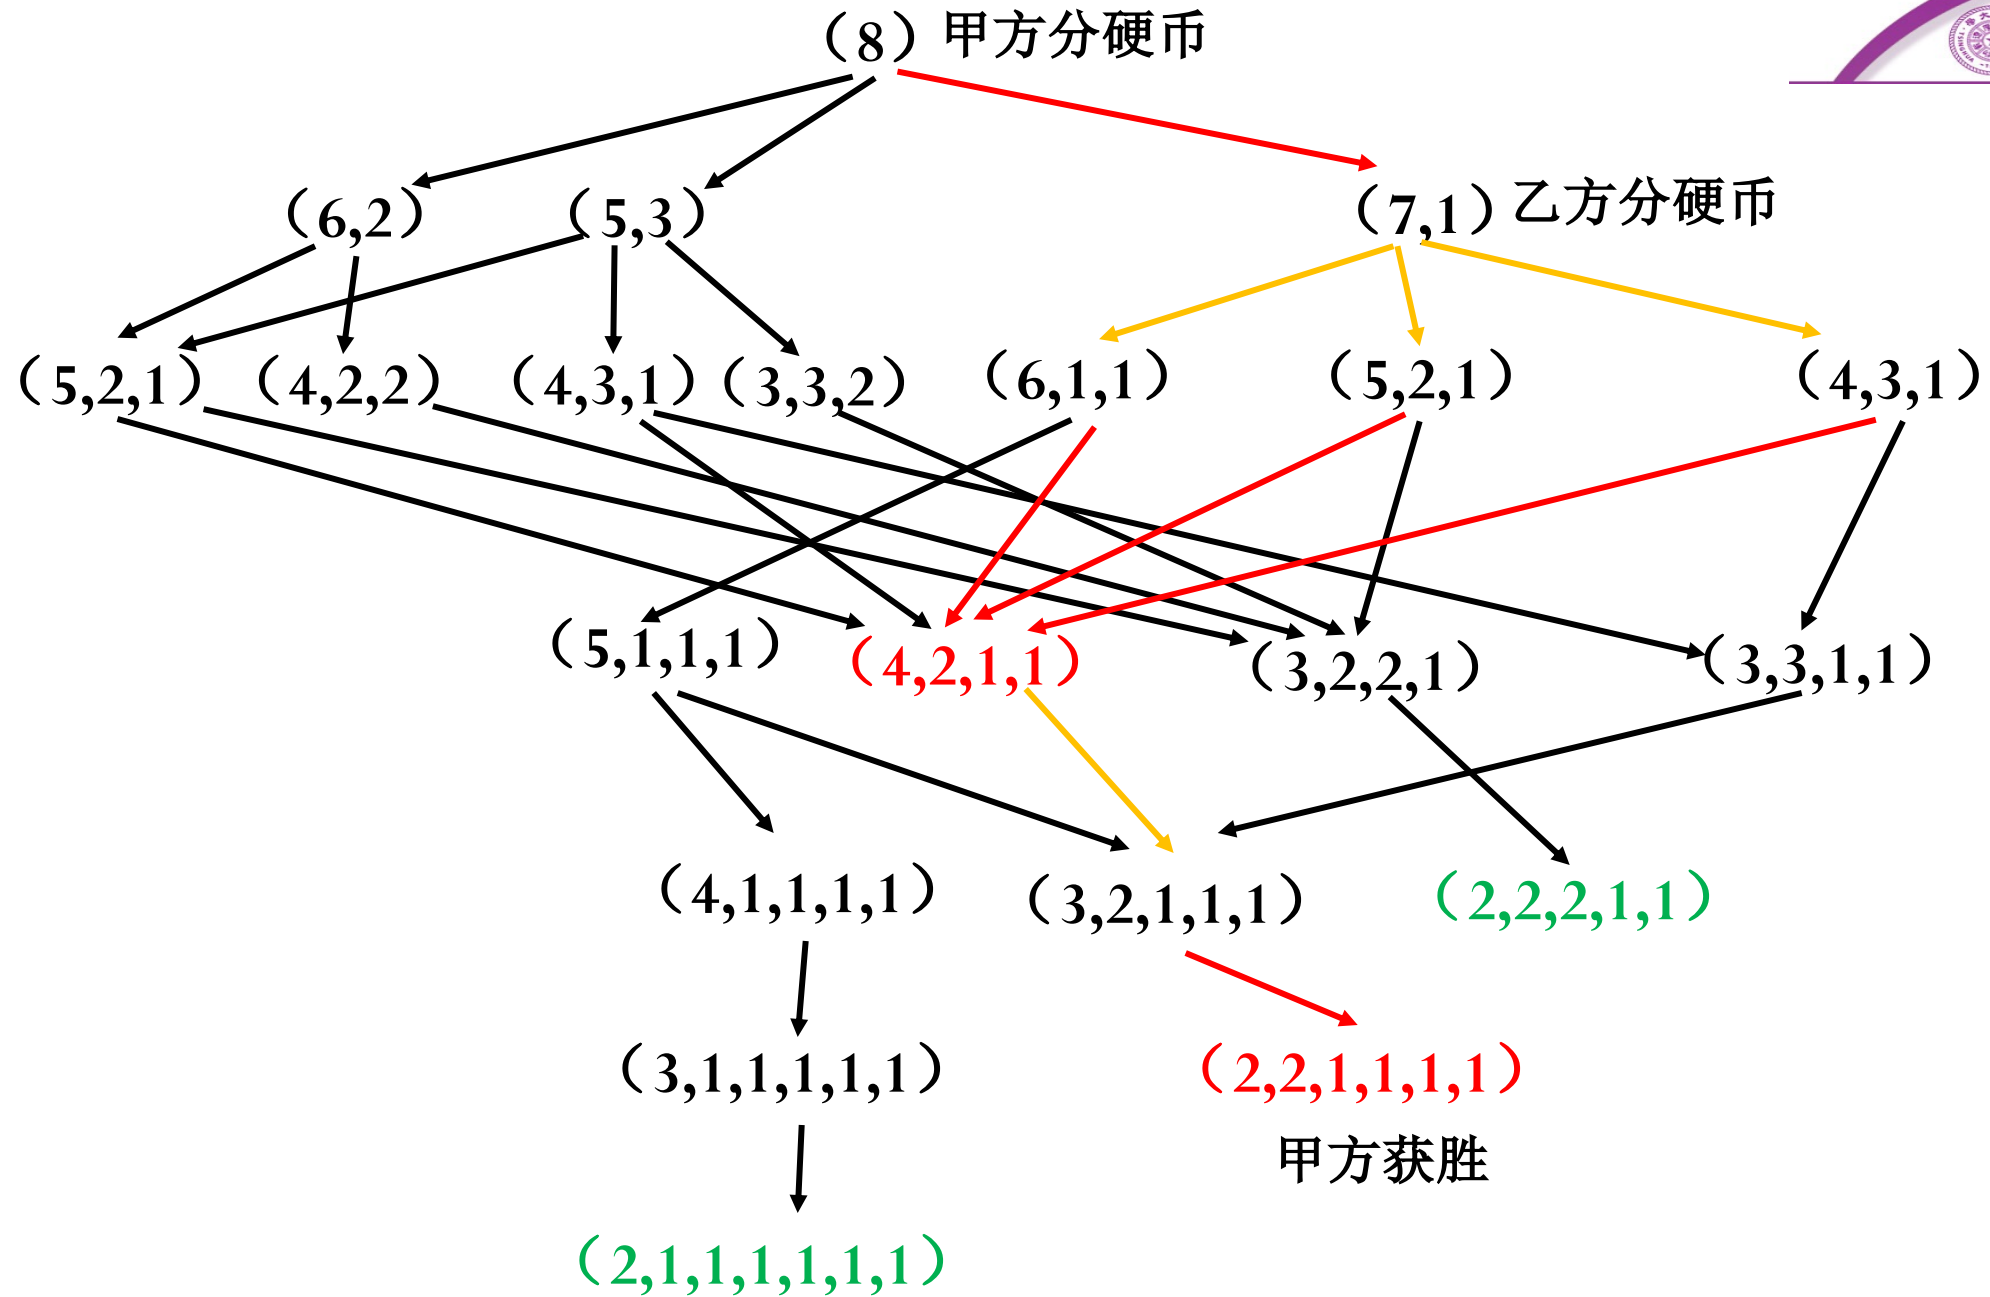 （8）甲方分硬币
（6,2） （5,3） （7,1）乙方分硬币
（5,2,1） （4,2,2） （4,3,1） （3,3,2） （6,1,1） （5,2,1） （4,3,1）
（5,1,1,1） （4,2,1,1） （3,2,2,1） （3,3,1,1）
（4,1,1,1,1） （3,2,1,1,1） （2,2,2,1,1）
（3,1,1,1,1,1） （2,2,1,1,1,1）
甲方获胜
（2,1,1,1,1,1,1）